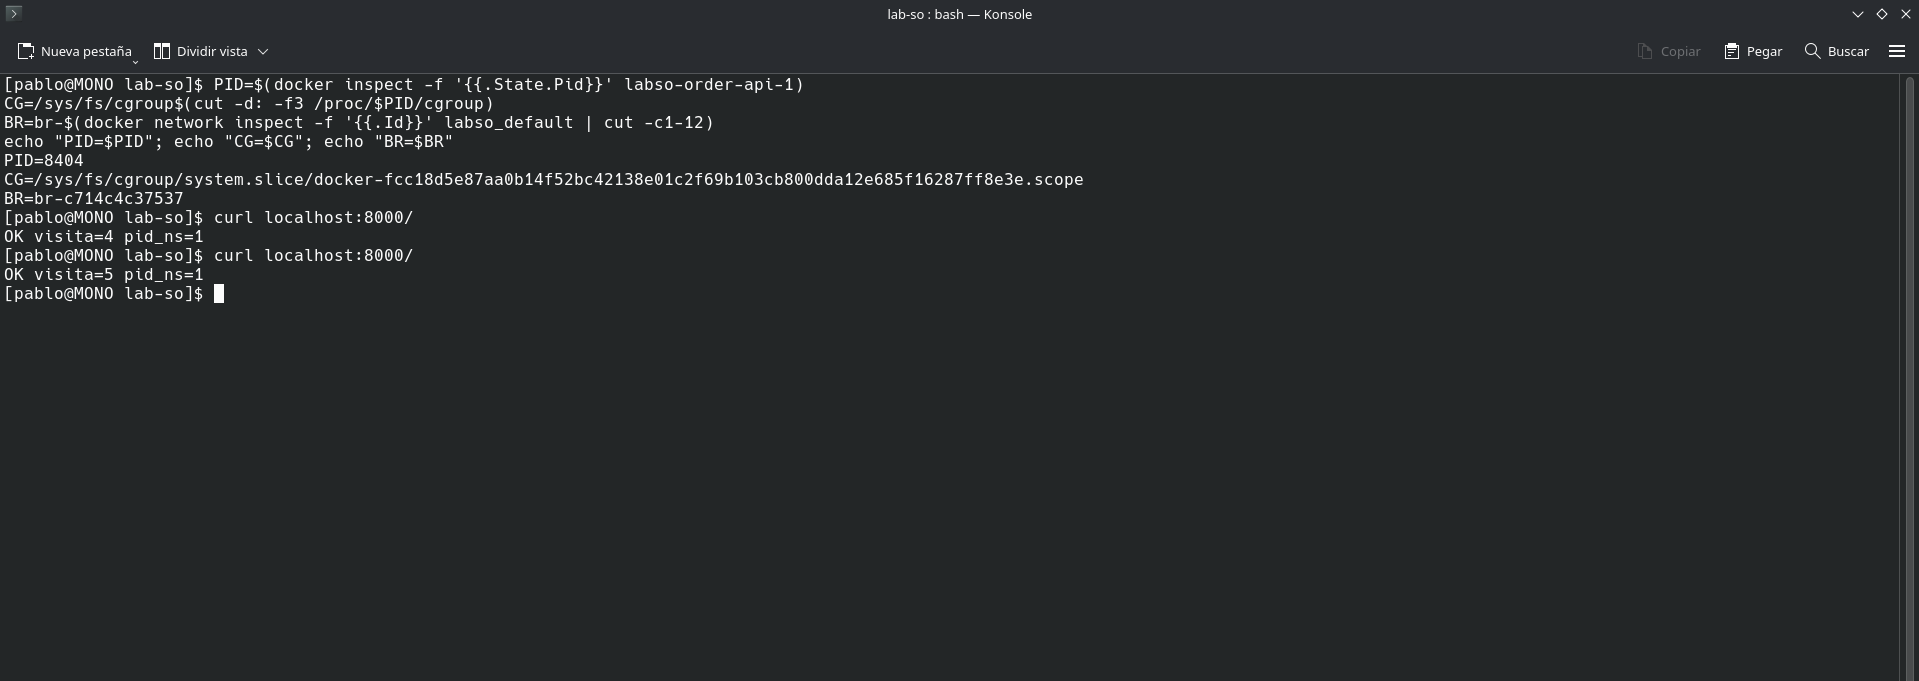 lab-so : bash — Konsole
Nueva pestaña Dividir vista Copiar Pegar Buscar
[pablo@MONO lab-so]$ PID=$(docker inspect -f '{{.State.Pid}}' labso-order-api-1)
CG=/sys/fs/cgroup$(cut -d: -f3 /proc/$PID/cgroup)
BR=br-$(docker network inspect -f '{{.Id}}' labso_default | cut -c1-12)
echo "PID=$PID"; echo "CG=$CG"; echo "BR=$BR"
PID=8404
CG=/sys/fs/cgroup/system.slice/docker-fcc18d5e87aa0b14f52bc42138e01c2f69b103cb800dda12e685f16287ff8e3e.scope
BR=br-c714c4c37537
[pablo@MONO lab-so]$ curl localhost:8000/
OK visita=4 pid_ns=1
[pablo@MONO lab-so]$ curl localhost:8000/
OK visita=5 pid_ns=1
[pablo@MONO lab-so]$